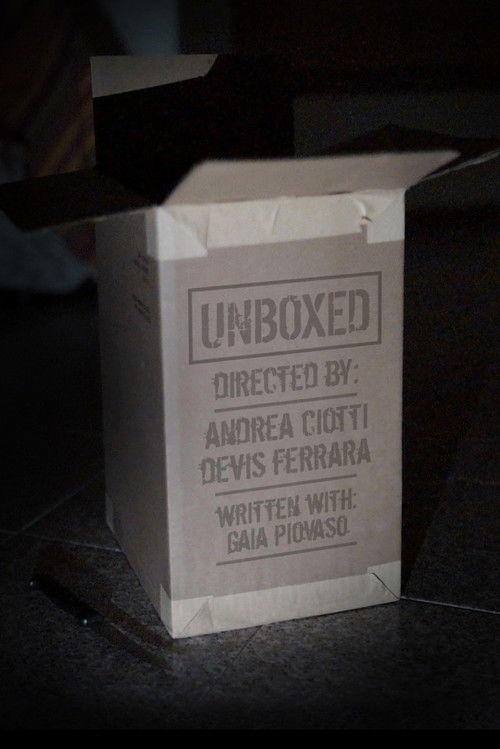 UNBOXED
DIRECTED BY:
ANDREA CIOTTI
DEVIS FERRARA
WRITTEN WITH:
GAIA PIOVASO